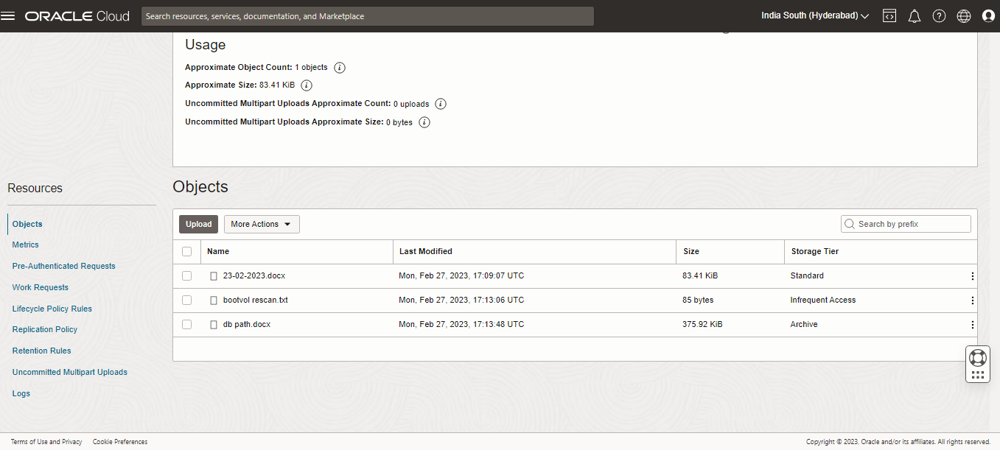 ORACLE Cloud
Search resources, services, documentation, and Marketplace
India South (Hyderabad)
Usage
Approximate Object Count: 1 objects
Approximate Size: 83.41 KiB
Uncommitted Multipart Uploads Approximate Count: 0 uploads
Uncommitted Multipart Uploads Approximate Size: 0 bytes
Resources
Objects
Metrics
Pre-Authenticated Requests
Work Requests
Lifecycle Policy Rules
Replication Policy
Retention Rules
Uncommitted Multipart Uploads
Logs
Objects
Upload More Actions Search by prefix
Name Last Modified Size Storage Tier
23-02-2023.docx Mon, Feb 27, 2023, 17:09:07 UTC 83.41 KiB Standard
bootvol rescan.txt Mon, Feb 27, 2023, 17:13:06 UTC 85 bytes Infrequent Access
db path.docx Mon, Feb 27, 2023, 17:13:48 UTC 375.92 KiB Archive
Terms of Use and Privacy Cookie Preferences Copyright © 2023, Oracle and/or its affiliates. All rights reserved.